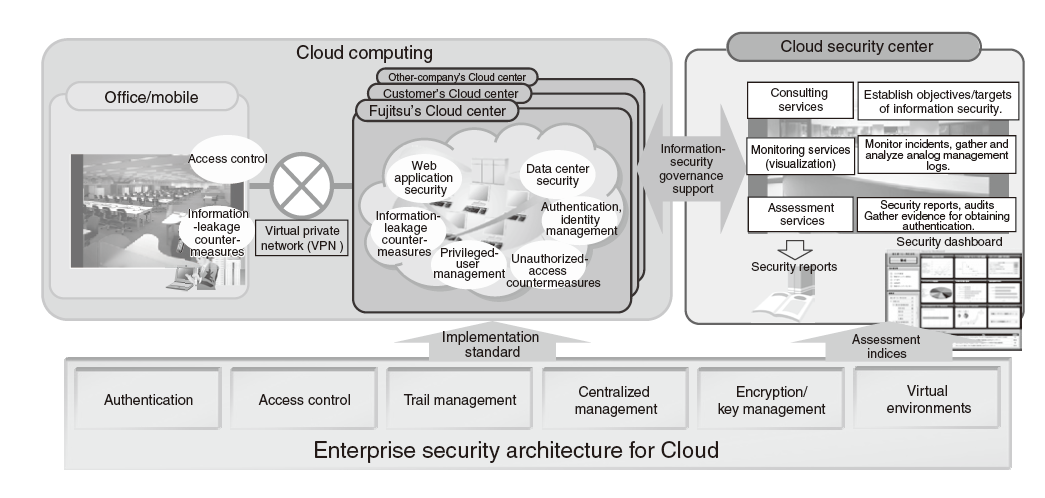 Cloud computing
Office/mobile
Access control
Information
-leakage
counter-
measures
Virtual private
network (VPN )
Other-company's Cloud center
Customer's Cloud center
Fujitsu's Cloud center
Web
application
security
Data center
security
Information-
leakage
counter-
measures
Authentication,
identity
management
Privileged-
user
management
Unauthorized-
access
countermeasures
Information-
security
governance
support
Cloud security center
Consulting
services
Establish objectives/targets
of information security.
Monitoring services
(visualization)
Monitor incidents, gather and
analyze analog management
logs.
Assessment
services
Security reports, audits
Gather evidence for obtaining
authentication.
Security reports
Security dashboard
Implementation
standard
Assessment
indices
Authentication
Access control
Trail management
Centralized
management
Encryption/
key management
Virtual
environments
Enterprise security architecture for Cloud